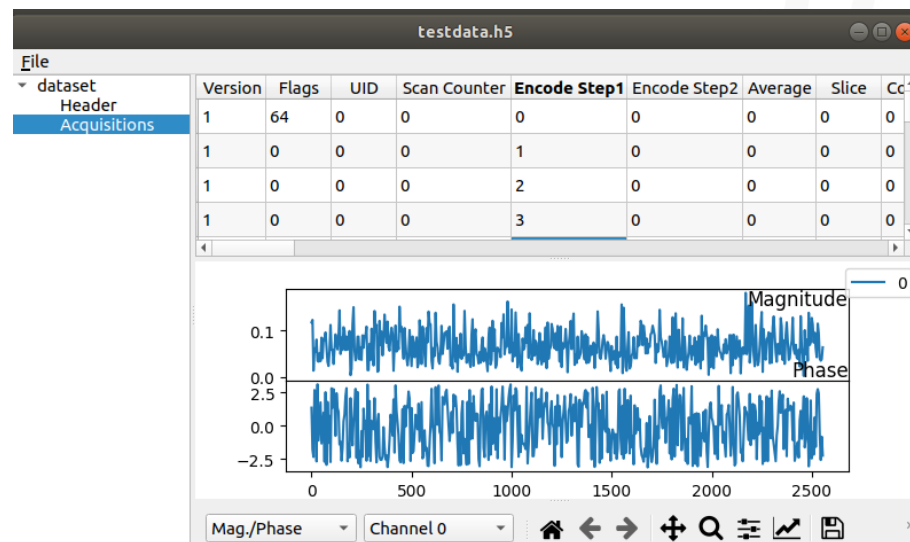 testdata.h5
File
dataset
Header
Acquisitions
Version Flags UID Scan Counter Encode Step1 Encode Step2 Average Slice
1 64 0 0 0 0 0 0 0
1 0 0 0 1 0 0 0 0
1 0 0 0 2 0 0 0 0
1 0 0 0 3 0 0 0 0
0
Magnitude
0.1
0.0
Phase
2.5
0.0
−2.5
0 500 1000 1500 2000 2500
Mag./Phase Channel 0